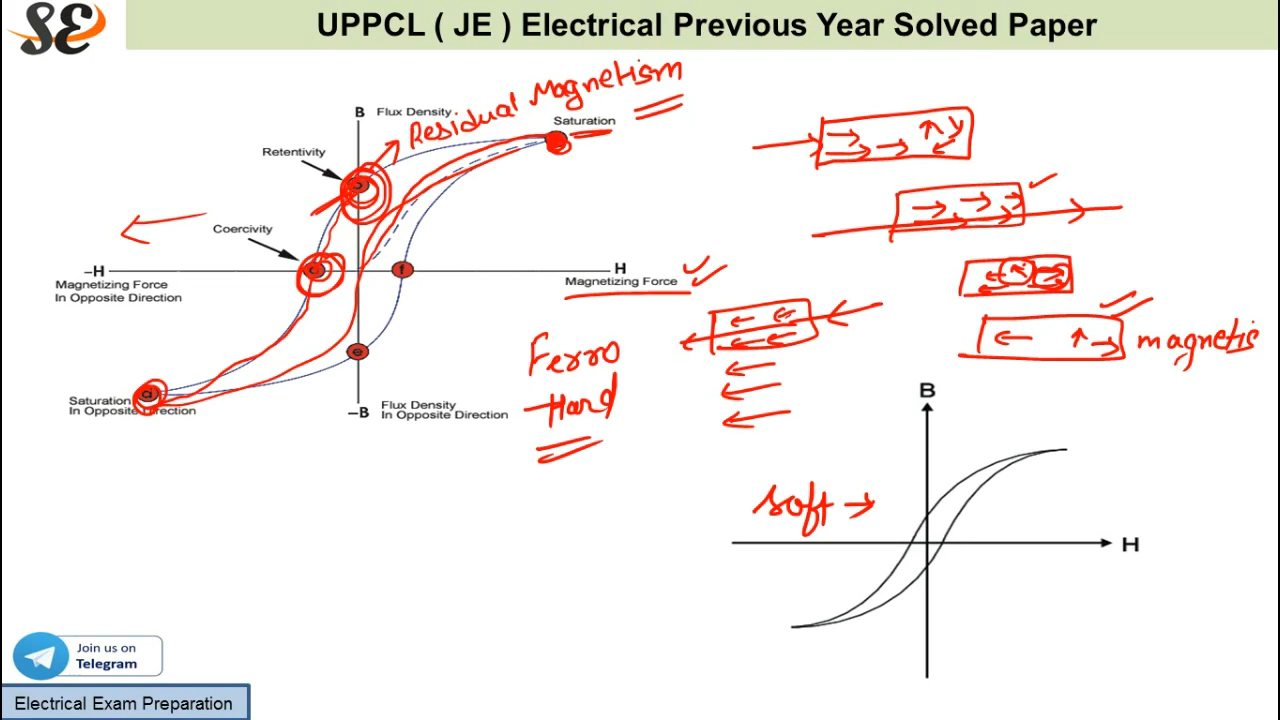 SE
UPPCL ( JE ) Electrical Previous Year Solved Paper
B Flux Density
Residual Magnetism
Saturation
Retentivity
Coercivity
–H
Magnetizing Force
In Opposite Direction
f
H
Magnetizing Force
e
Saturation
In Opposite Direction
d
–B Flux Density
In Opposite Direction
Ferro
Hard
magnetic
B
soft →
H
Join us on
Telegram
Electrical Exam Preparation